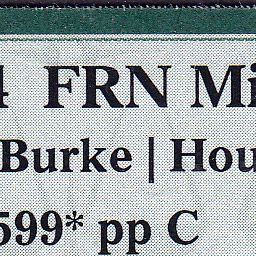 FRN Mi
Burke | Hou
599* pp C